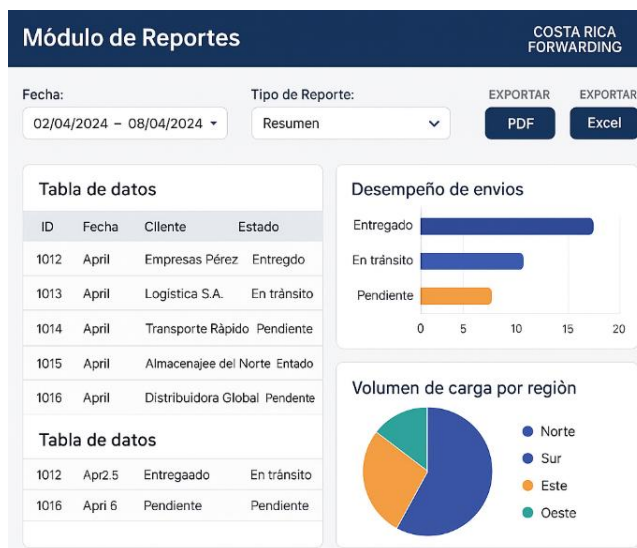 Módulo de Reportes
COSTA RICA
FORWARDING
Fecha:
02/04/2024 – 08/04/2024
Tipo de Reporte:
Resumen
EXPORTAR
PDF
EXPORTAR
Excel
Tabla de datos
ID Fecha Clliente Estado
1012 April Empresas Pérez Entregdo
1013 April Logística S.A. En trànsito
1014 April Transporte Ràpido Pendiente
1015 April Almacenajee del Norte Entado
1016 April Distribuidora Global Pendente
Tabla de datos
1012 Apr2.5 Entregaado En trânsito
1016 Apri 6 Pendiente Pendiente
Desempeño de envios
Entregado
En tránsito
Pendiente
0 5 10 15 20
Volumen de carga por regiòn
Norte
Sur
Este
Oeste